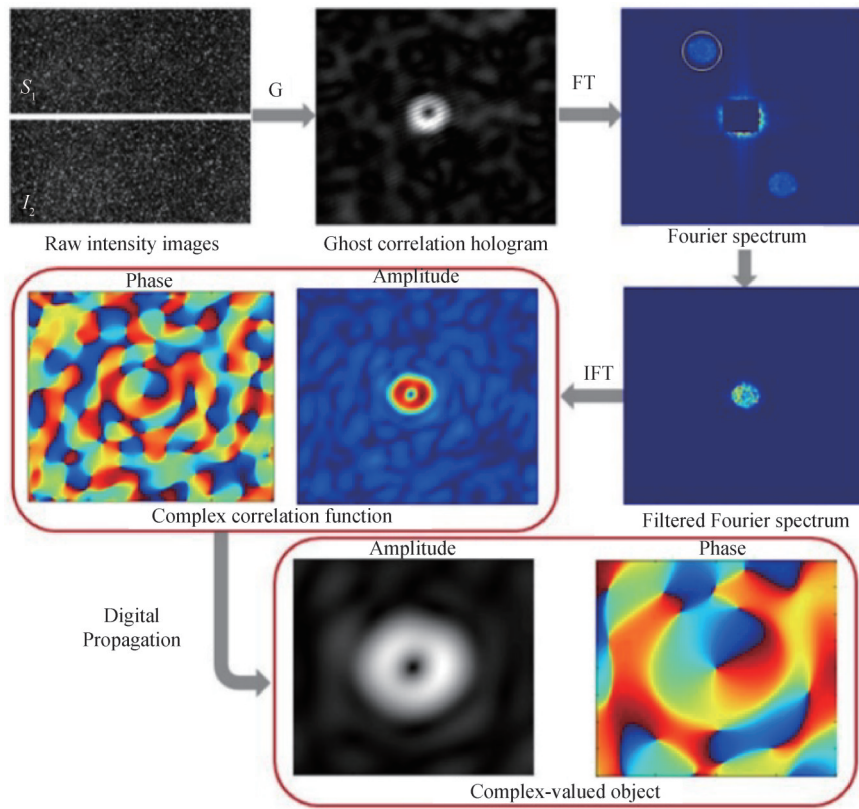 S1
G
FT
I2
Raw intensity images
Ghost correlation hologram
Fourier spectrum
Phase
Amplitude
IFT
Complex correlation function
Filtered Fourier spectrum
Amplitude
Phase
Digital
Propagation
Complex-valued object